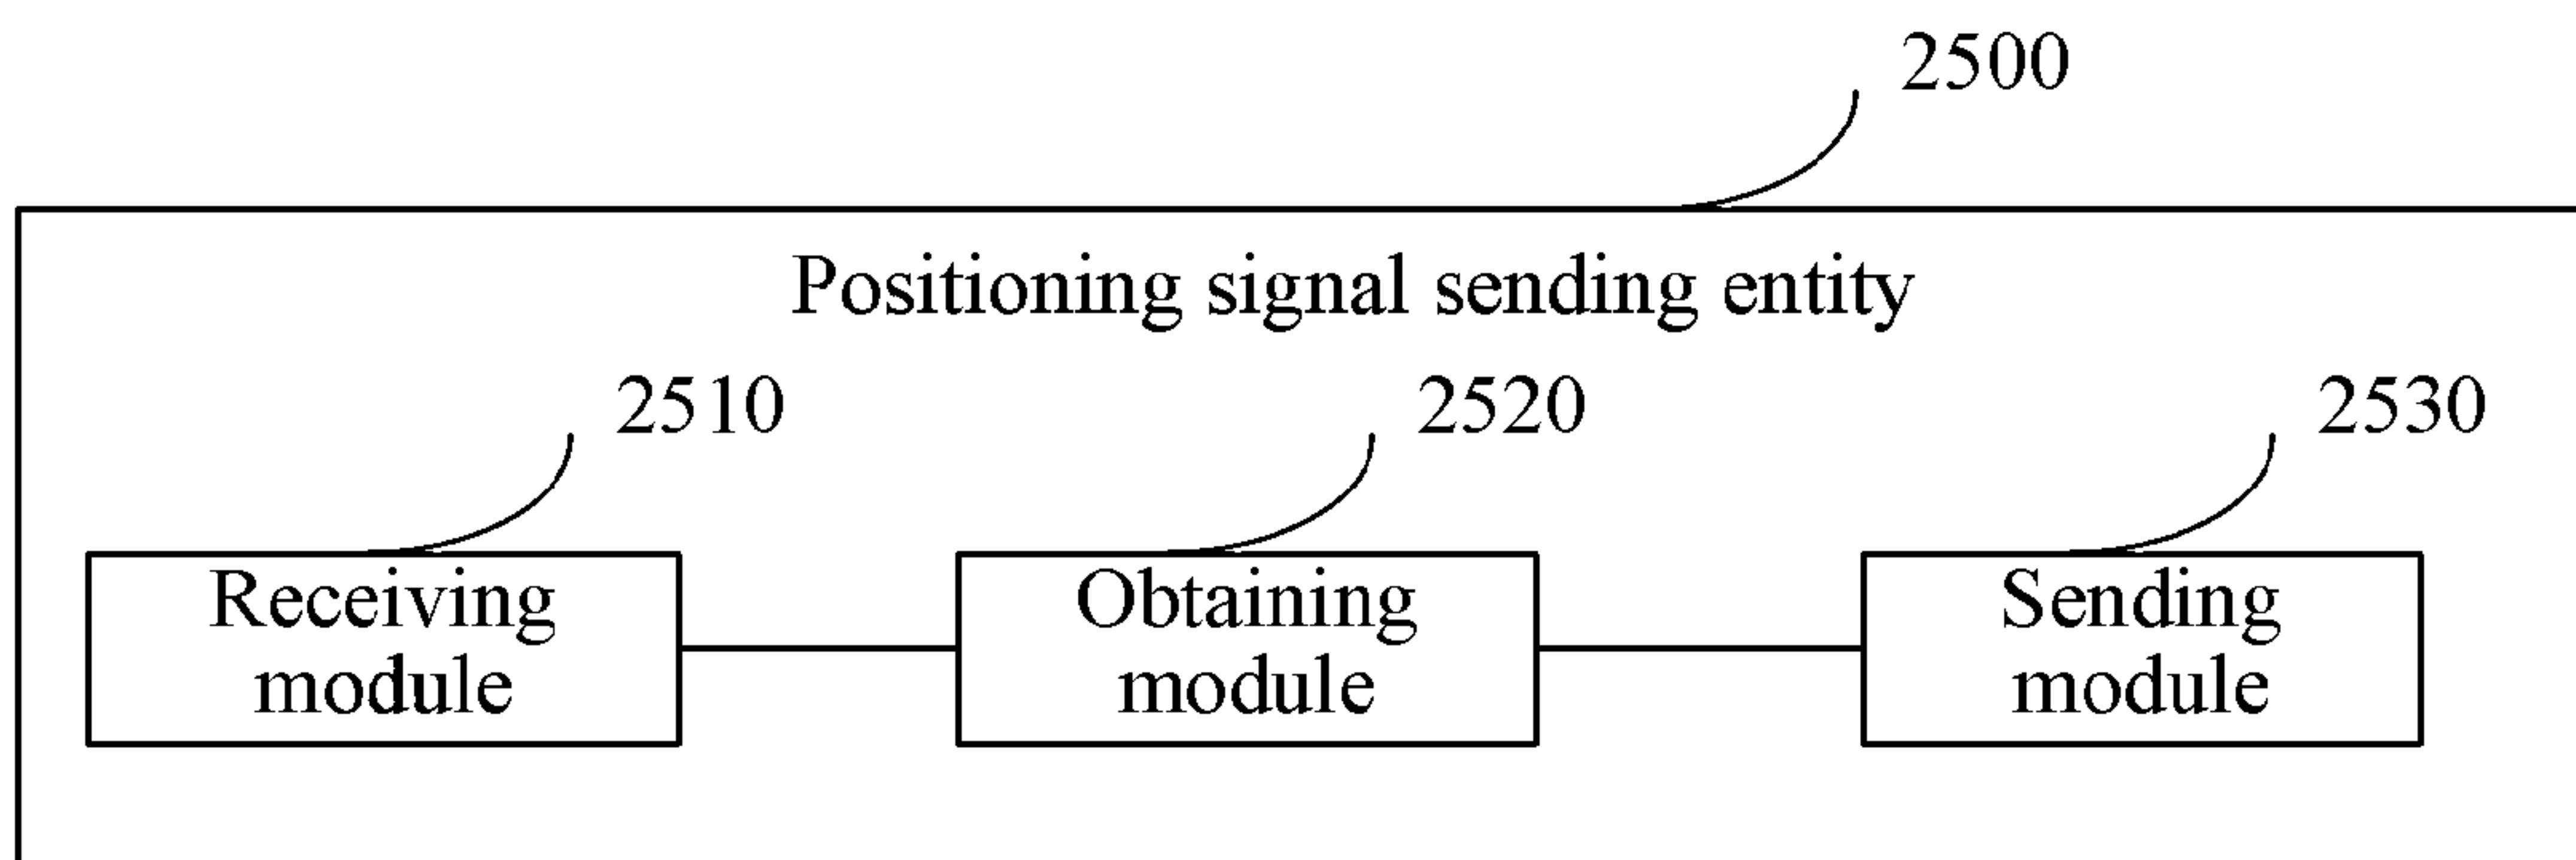 2500
Positioning signal sending entity
2510
2520
2530
Receiving
module
Obtaining
module
Sending
module